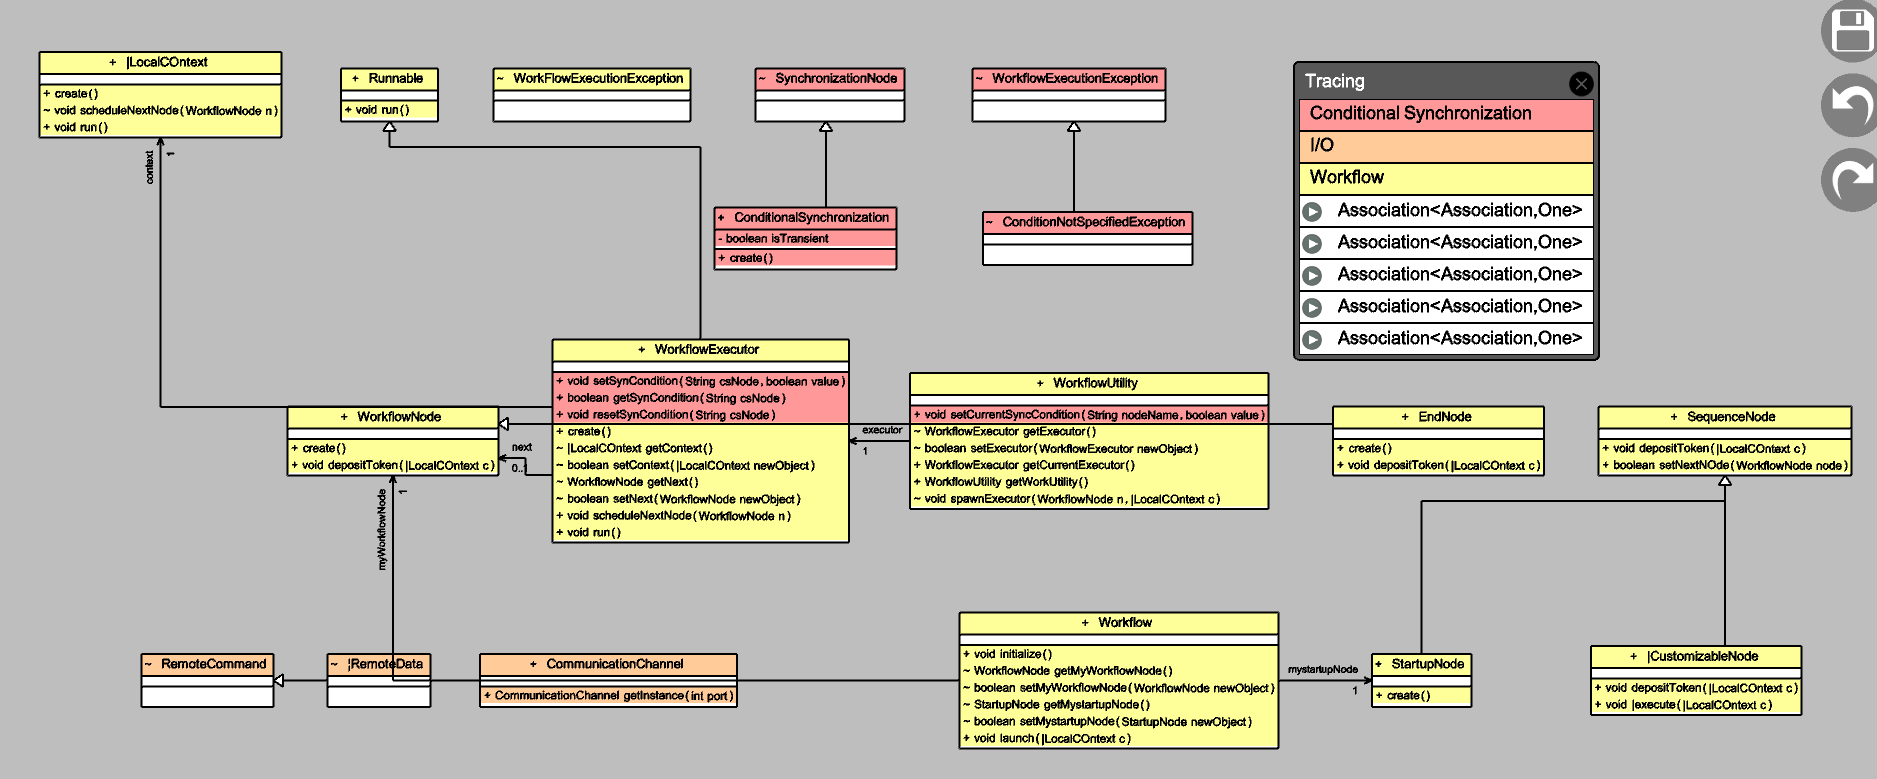 + |LocalCOntext
+ create()
~ void scheduleNextNode(WorkflowNode n)
+ void run()
+ Runnable
+ void run()
~ WorkFlowExecutionException
~ SynchronizationNode
~ WorkflowExecutionException
Tracing
Conditional Synchronization
I/O
Workflow
Association<Association,One>
Association<Association,One>
Association<Association,One>
Association<Association,One>
Association<Association,One>
context
1
+ ConditionalSynchronization
- boolean isTransient
+ create()
~ ConditionNotSpecifiedException
+ WorkflowExecutor
+ void setSynCondition(String csNode, boolean value)
+ boolean getSynCondition(String csNode)
+ void resetSynCondition(String csNode)
+ create()
~ |LocalCOntext getContext()
~ boolean setContext(|LocalCOntext newObject)
~ WorkflowNode getNext()
~ boolean setNext(WorkflowNode newObject)
+ void scheduleNextNode(WorkflowNode n)
+ void run()
+ WorkflowNode
+ create()
+ void depositToken(|LocalCOntext c)
next
0..1
executor
1
+ WorkflowUtility
+ void setCurrentSyncCondition(String nodeName, boolean value)
~ WorkflowExecutor getExecutor()
~ boolean setExecutor(WorkflowExecutor newObject)
+ WorkflowExecutor getCurrentExecutor()
+ WorkflowUtility getWorkUtility()
~ void spawnExecutor(WorkflowNode n, |LocalCOntext c)
+ EndNode
+ create()
+ void depositToken(|LocalCOntext c)
+ SequenceNode
+ void depositToken(|LocalCOntext c)
+ boolean setNextNOde(WorkflowNode node)
myWorkflowNode
1
~ RemoteCommand
~ |RemoteData
+ CommunicationChannel
+ CommunicationChannel getInstance(int port)
+ Workflow
+ void initialize()
~ WorkflowNode getMyWorkflowNode()
~ boolean setMyWorkflowNode(WorkflowNode newObject)
~ StartupNode getMystartupNode()
~ boolean setMystartupNode(StartupNode newObject)
+ void launch(|LocalCOntext c)
mystartupNode
1
+ StartupNode
+ create()
+ |CustomizableNode
+ void depositToken(|LocalCOntext c)
+ void |execute(|LocalCOntext c)